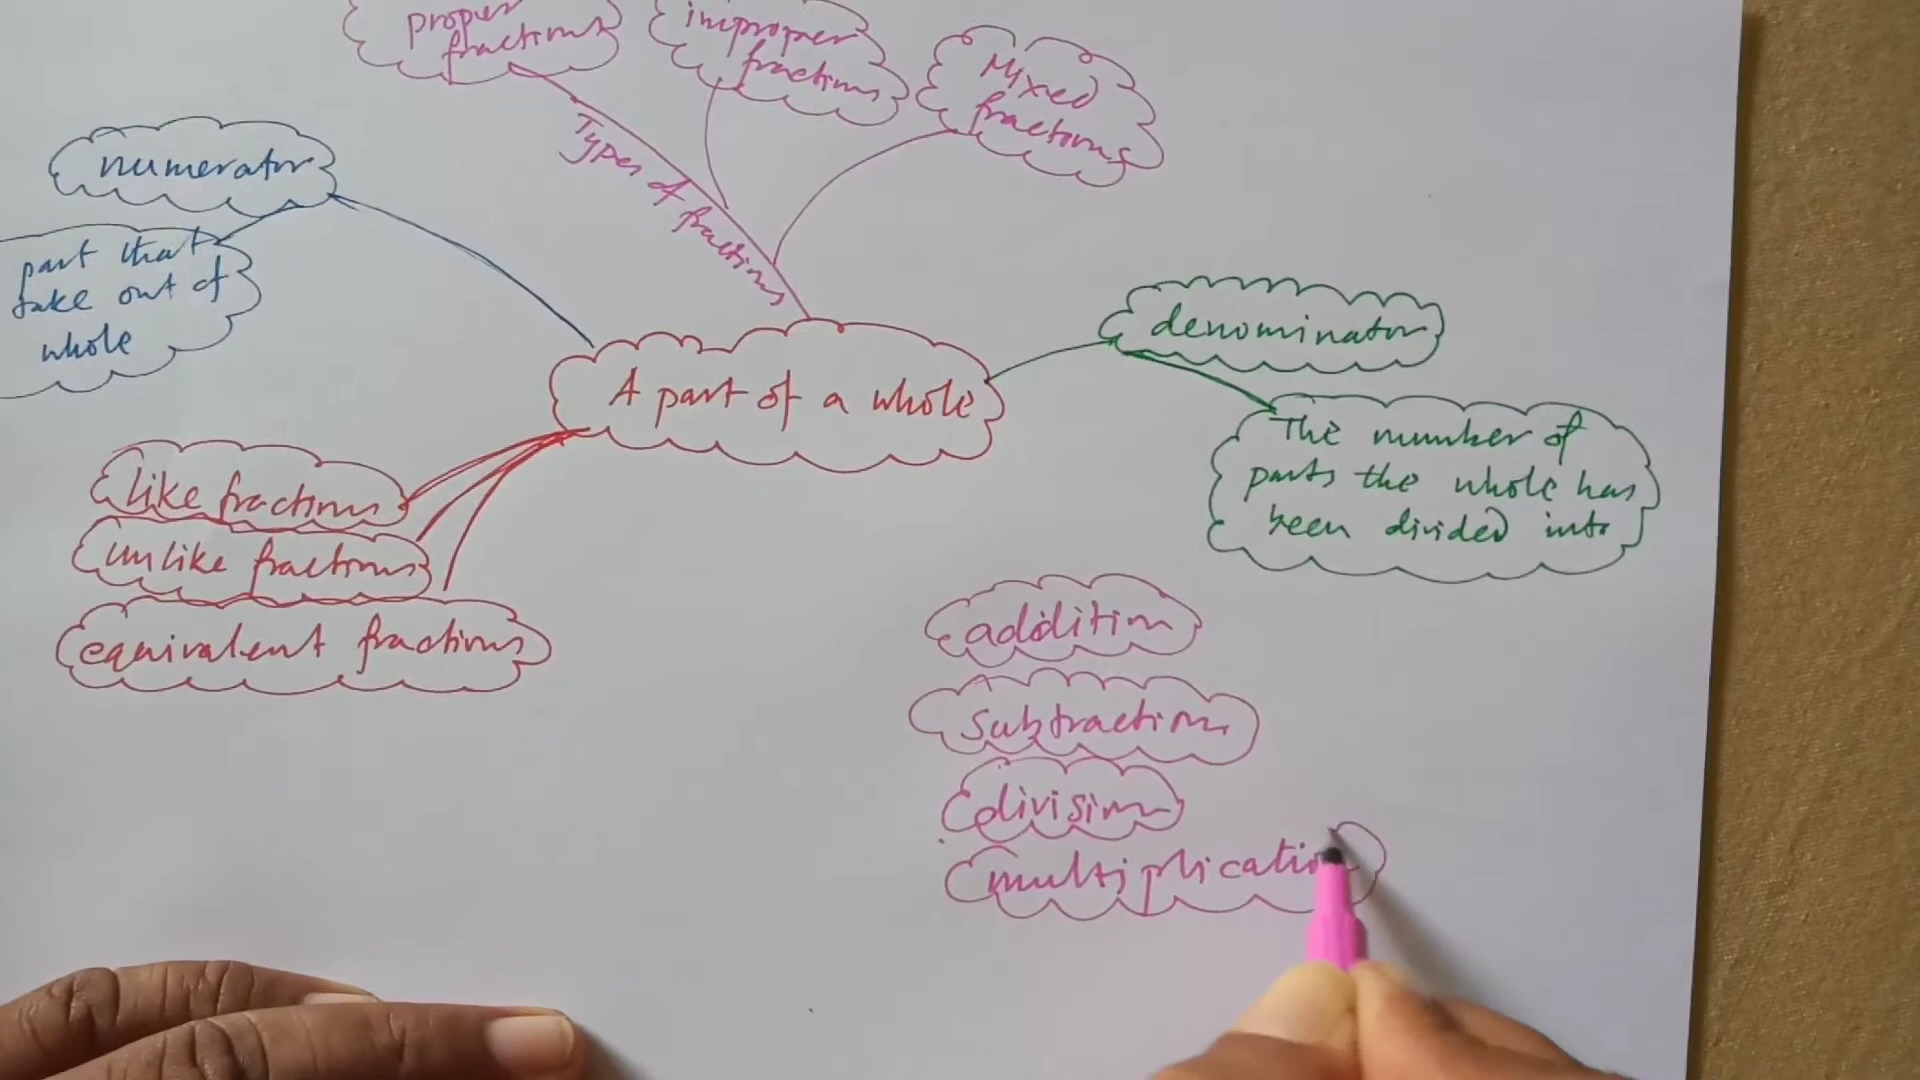 proper
fractions
improper
fractions
Mixed
fractions
Types of fractions
numerator
part that
take out of
whole
A part of a whole
denominator
The number of
parts the whole has
been divided into
like fractions
unlike fractions
equivalent fractions
addition
subtraction
division
multiplication